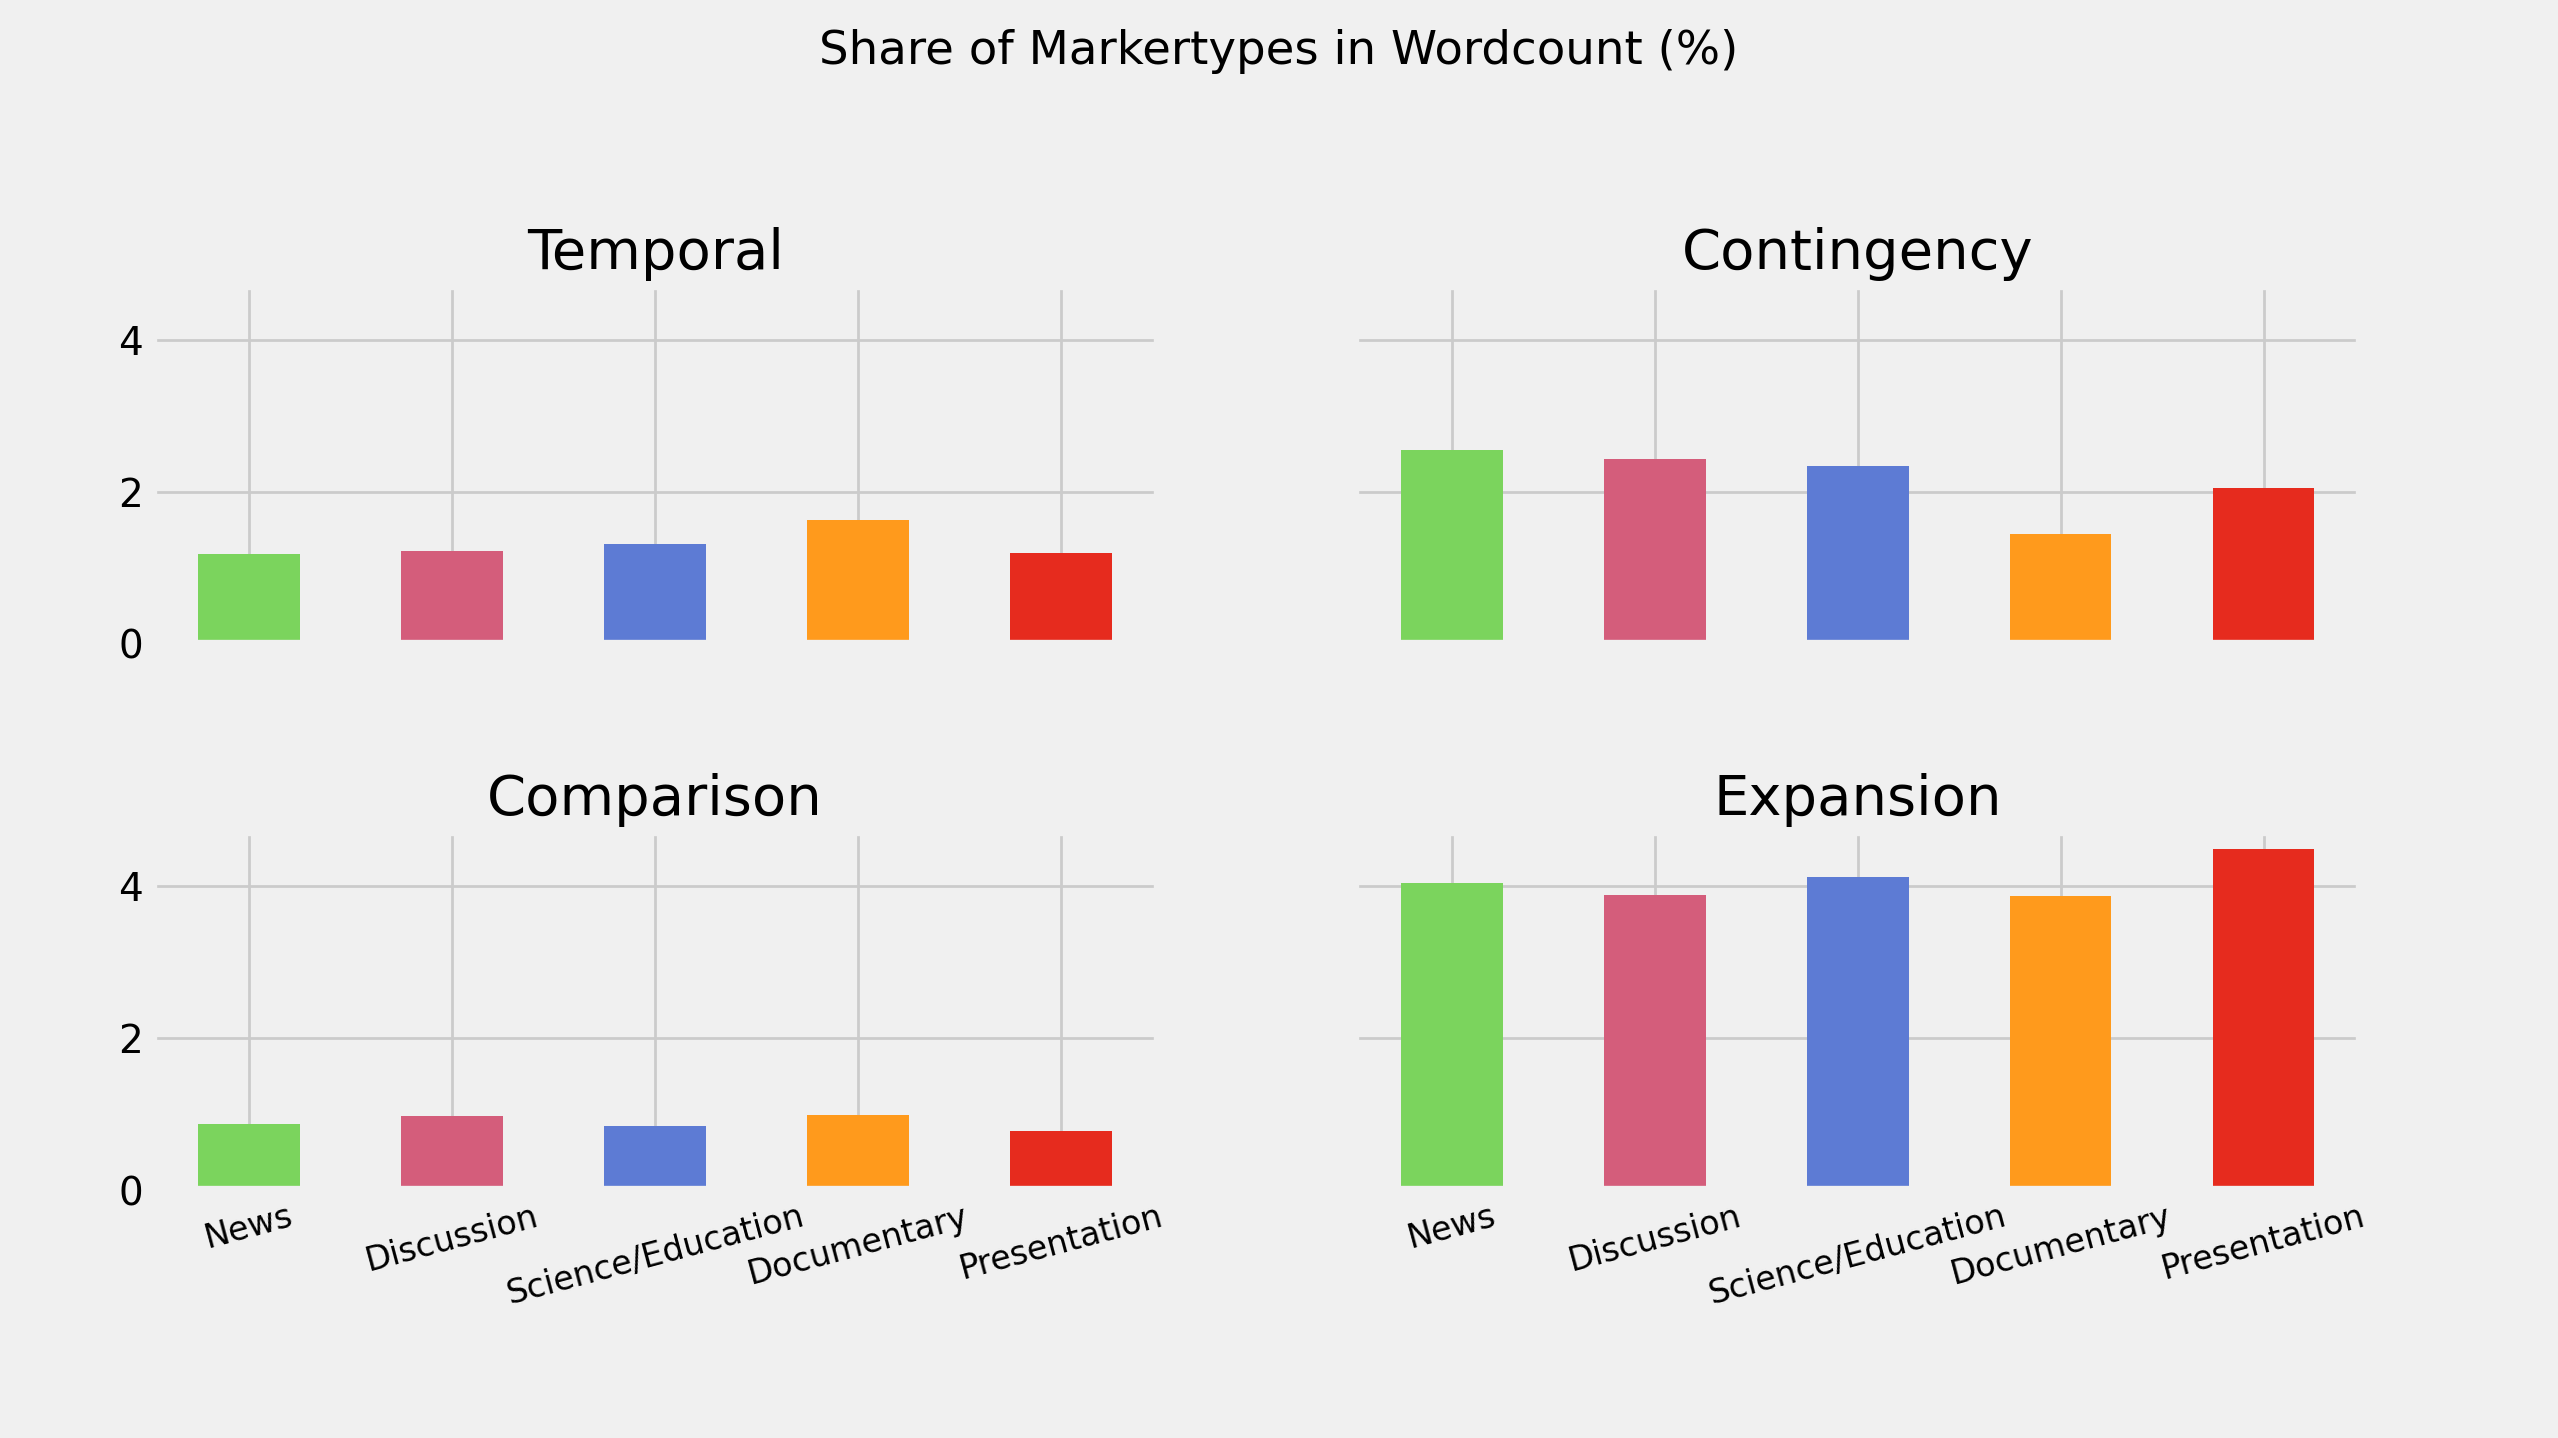 Share of Markertypes in Wordcount (%)
Temporal
4
2
0
Contingency
Comparison
4
2
0
News
Discussion
Science/Education
Documentary
Presentation
Expansion
News
Discussion
Science/Education
Documentary
Presentation